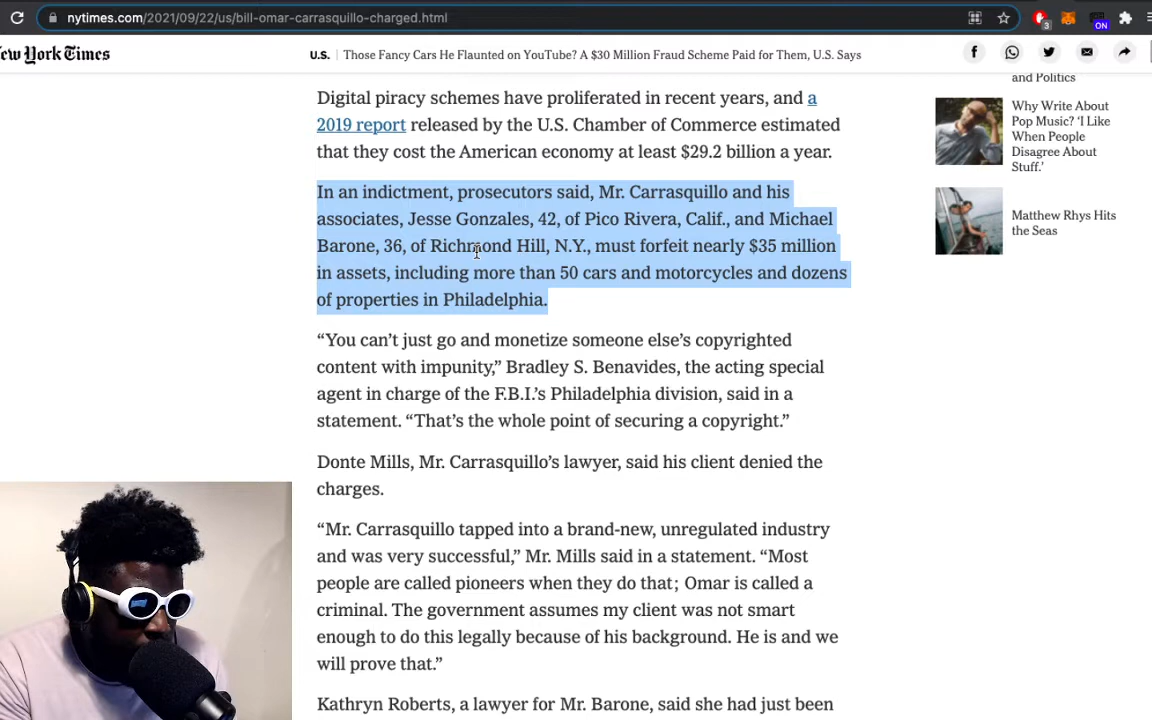 nytimes.com/2021/09/22/us/bill-omar-carrasquillo-charged.html
3
ON
ew York Times
U.S. Those Fancy Cars He Flaunted on YouTube? A $30 Million Fraud Scheme Paid for Them, U.S. Says
Digital piracy schemes have proliferated in recent years, and a
2019 report released by the U.S. Chamber of Commerce estimated
that they cost the American economy at least $29.2 billion a year.
In an indictment, prosecutors said, Mr. Carrasquillo and his
associates, Jesse Gonzales, 42, of Pico Rivera, Calif., and Michael
Barone, 36, of Richmond Hill, N.Y., must forfeit nearly $35 million
in assets, including more than 50 cars and motorcycles and dozens
of properties in Philadelphia.
“You can’t just go and monetize someone else’s copyrighted
content with impunity,” Bradley S. Benavides, the acting special
agent in charge of the F.B.I.’s Philadelphia division, said in a
statement. “That’s the whole point of securing a copyright.”
Donte Mills, Mr. Carrasquillo’s lawyer, said his client denied the
charges.
“Mr. Carrasquillo tapped into a brand-new, unregulated industry
and was very successful,” Mr. Mills said in a statement. “Most
people are called pioneers when they do that; Omar is called a
criminal. The government assumes my client was not smart
enough to do this legally because of his background. He is and we
will prove that.”
Kathryn Roberts, a lawyer for Mr. Barone, said she had just been
and Politics
Why Write About
Pop Music? ‘I Like
When People
Disagree About
Stuff.’
Matthew Rhys Hits
the Seas